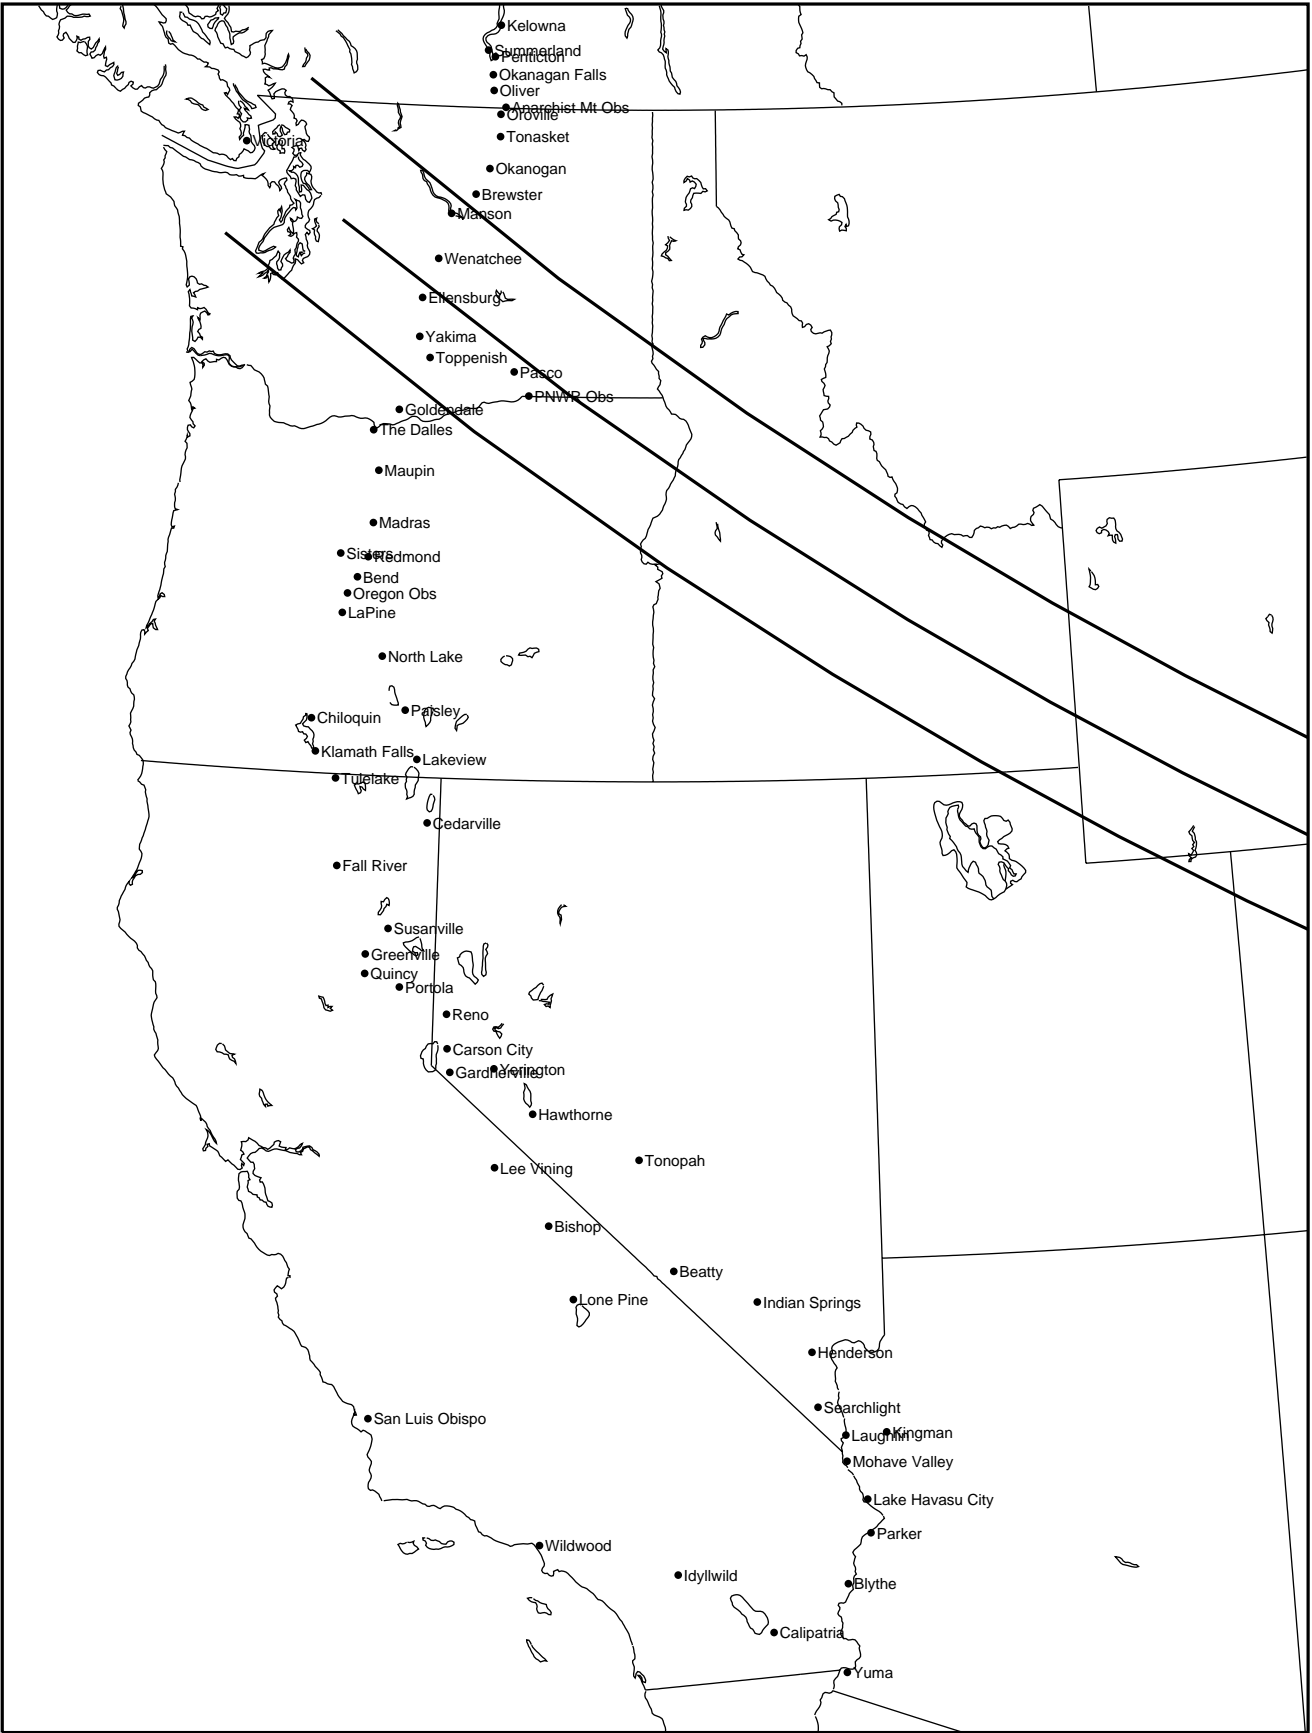 Kelowna
Summerland
Penticton
Okanagan Falls
Oliver
Anarchist Mt Obs
Oroville
Tonasket
Victoria
Okanogan
Brewster
Manson
Wenatchee
Ellensburg
Yakima
Toppenish
Pasco
PNWR Obs
Goldendale
The Dalles
Maupin
Madras
Sisters
Redmond
Bend
Oregon Obs
LaPine
North Lake
Paisley
Chiloquin
Klamath Falls
Lakeview
Tulelake
Cedarville
Fall River
Susanville
Greenville
Quincy
Portola
Reno
Carson City
Yerington
Gardnerville
Hawthorne
Tonopah
Lee Vining
Bishop
Beatty
Lone Pine
Indian Springs
Henderson
Searchlight
San Luis Obispo
Kingman
Laughlin
Mohave Valley
Lake Havasu City
Parker
Wildwood
Idyllwild
Blythe
Calipatria
Yuma